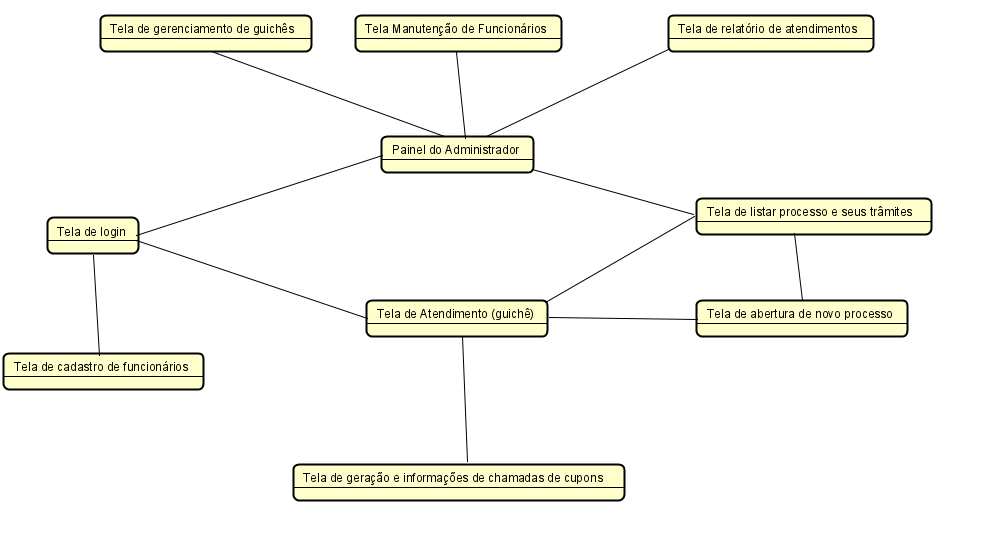 Tela de gerenciamento de guichês
Tela Manutenção de Funcionários
Tela de relatório de atendimentos
Painel do Administrador
Tela de listar processo e seus trâmites
Tela de login
Tela de Atendimento (guichê)
Tela de abertura de novo processo
Tela de cadastro de funcionários
Tela de geração e informações de chamadas de cupons